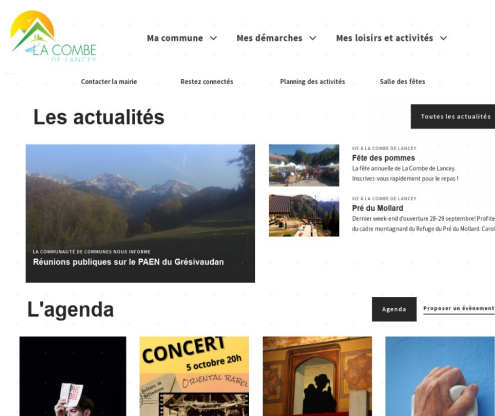 LA COMBE
DE LANCEY
Ma commune
Mes démarches
Mes loisirs et activités
Contacter la mairie
Restez connectés
Planning des activités
Salle des fêtes
Les actualités
Toutes les actualités
LA COMMUNAUTÉ DE COMMUNES NOUS INFORME
Réunions publiques sur le PAEN du Grésivaudan
VIE À LA COMBE DE LANCEY
Fête des pommes
La fête annuelle de La Combe de Lancey.
Inscrivez-vous rapidement pour le repas !
VIE À LA COMBE DE LANCEY
Pré du Mollard
Dernier week-end d'ouverture 28-29 septembre! Profite
du cadre montagnard du Refuge du Pré du Mollard. Carol
L'agenda
Agenda
Proposer un évènement
CONCERT
5 octobre 20h
ORIENTAL BABEL